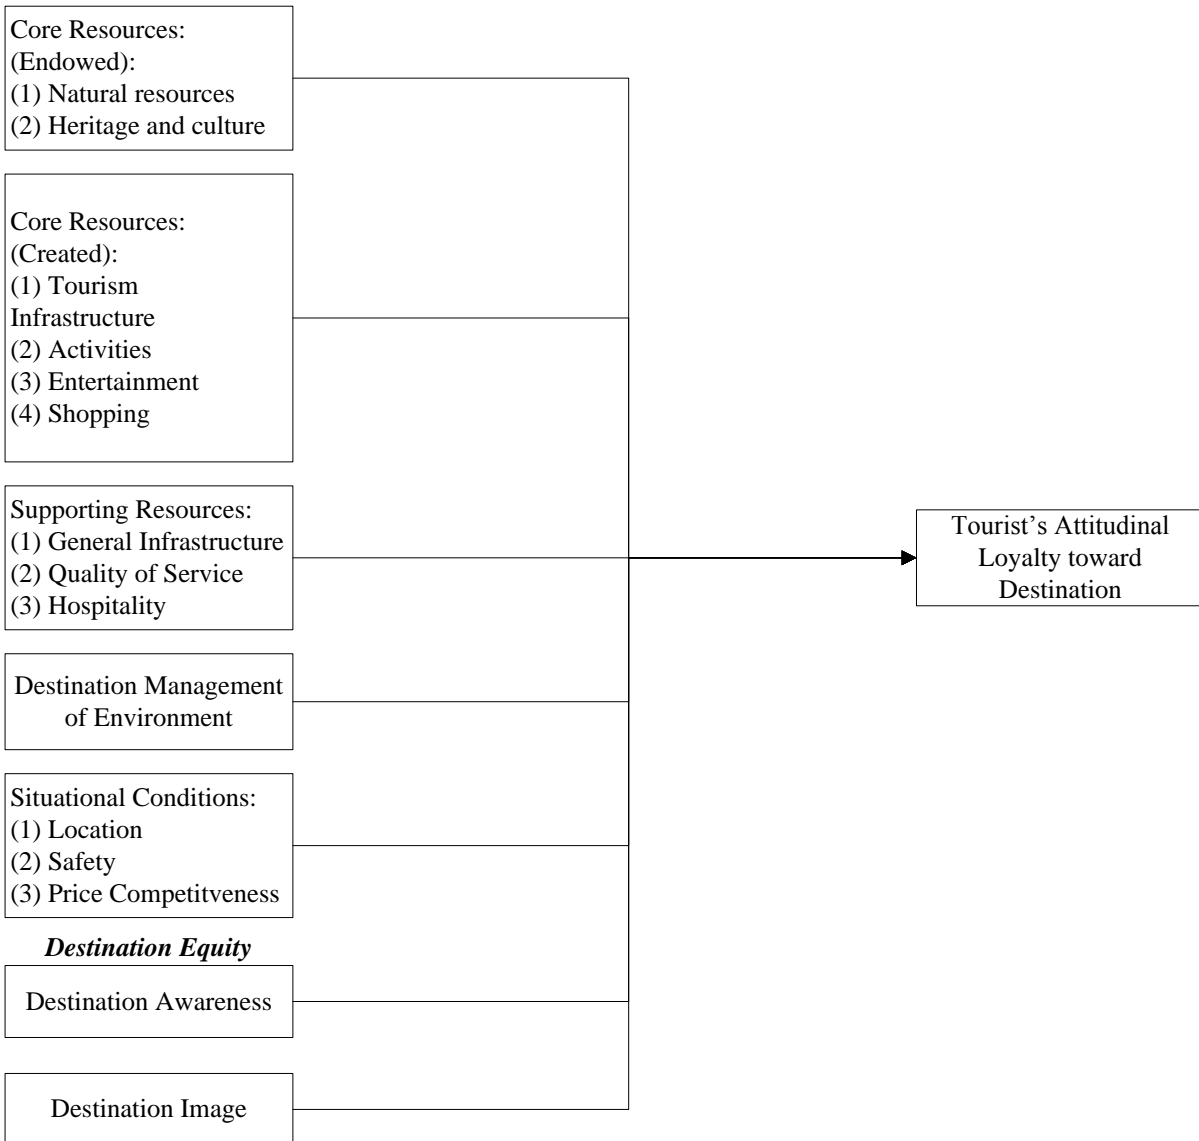 Core Resources:
(Endowed):
(1) Natural resources
(2) Heritage and culture
Core Resources:
(Created):
(1) Tourism
Infrastructure
(2) Activities
(3) Entertainment
(4) Shopping
Supporting Resources:
(1) General Infrastructure
(2) Quality of Service
(3) Hospitality
Destination Management
of Environment
Situational Conditions:
(1) Location
(2) Safety
(3) Price Competitveness
Destination Equity
Destination Awareness
Destination Image
Tourist’s Attitudinal
Loyalty toward
Destination